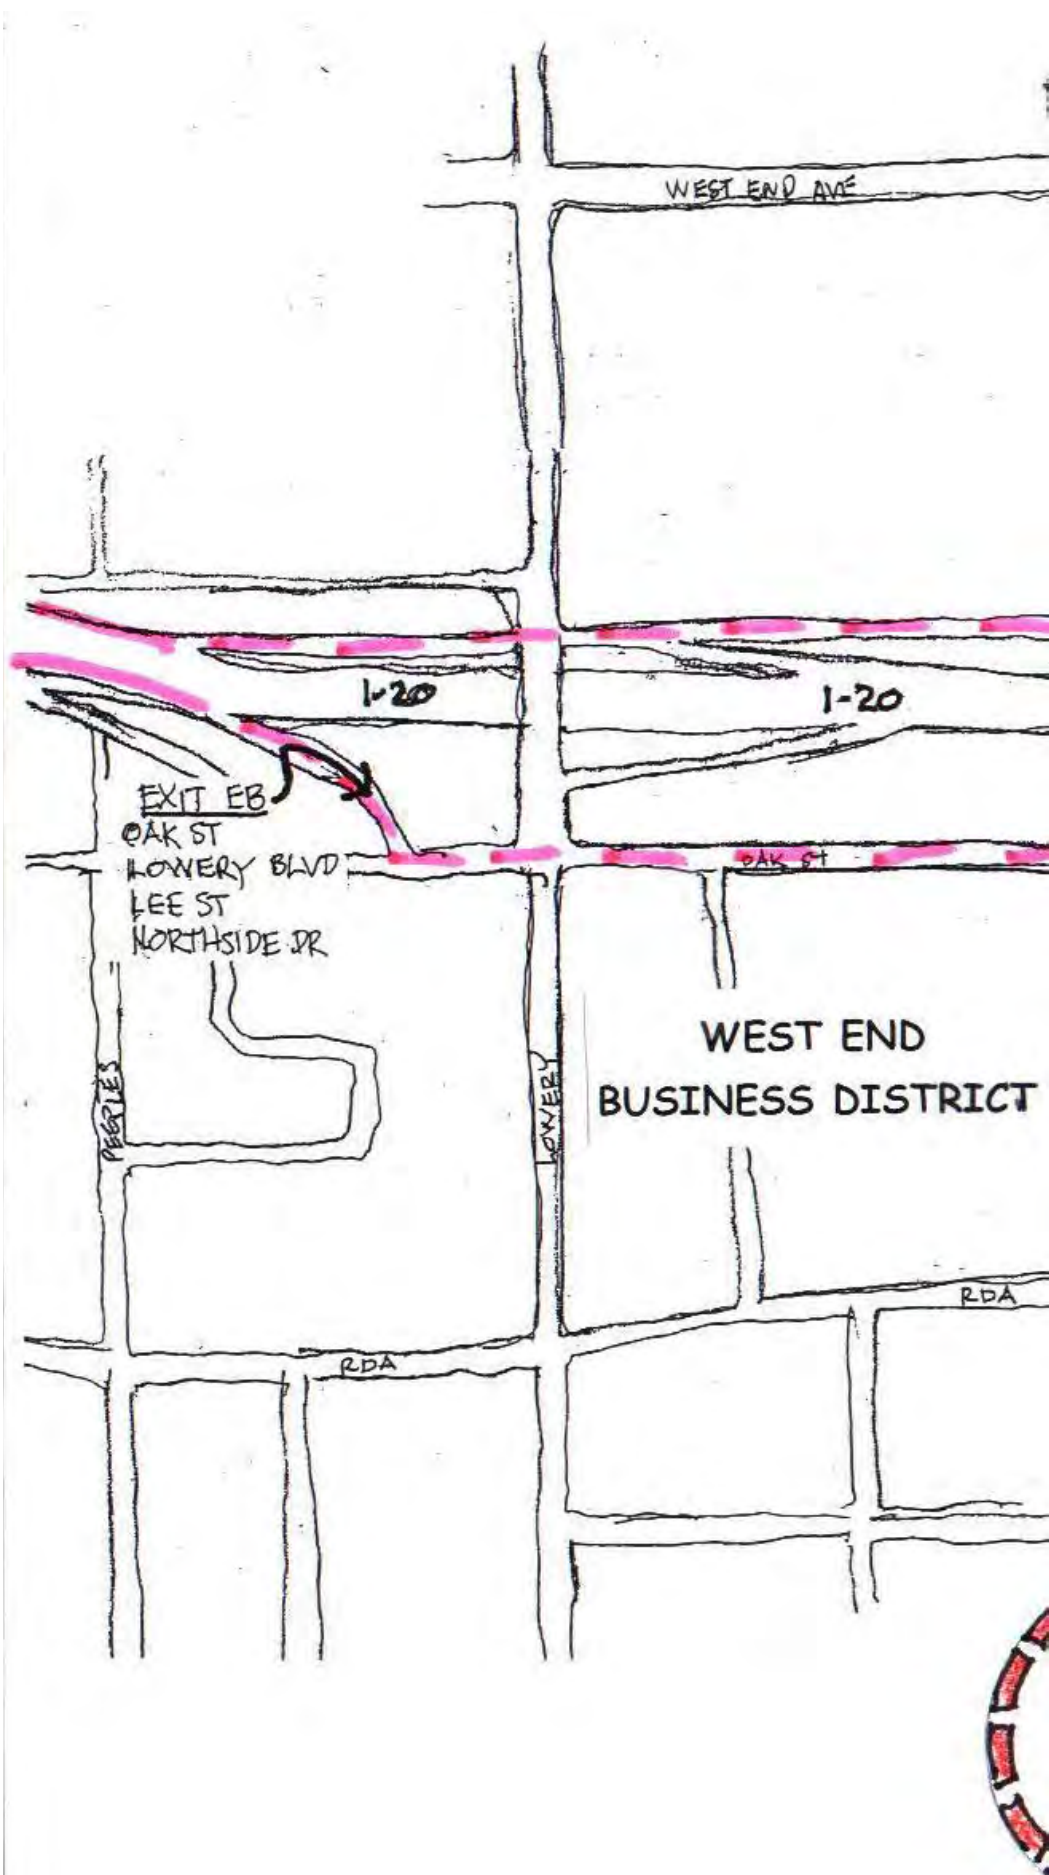 WEST END AVE
I-20
I-20
EXIT EB
OAK ST
LOWERY BLVD
LEE ST
NORTHSIDE DR
OAK St
WEST END
BUSINESS DISTRICT
PEEPLES
LOWERY
RDA
RDA